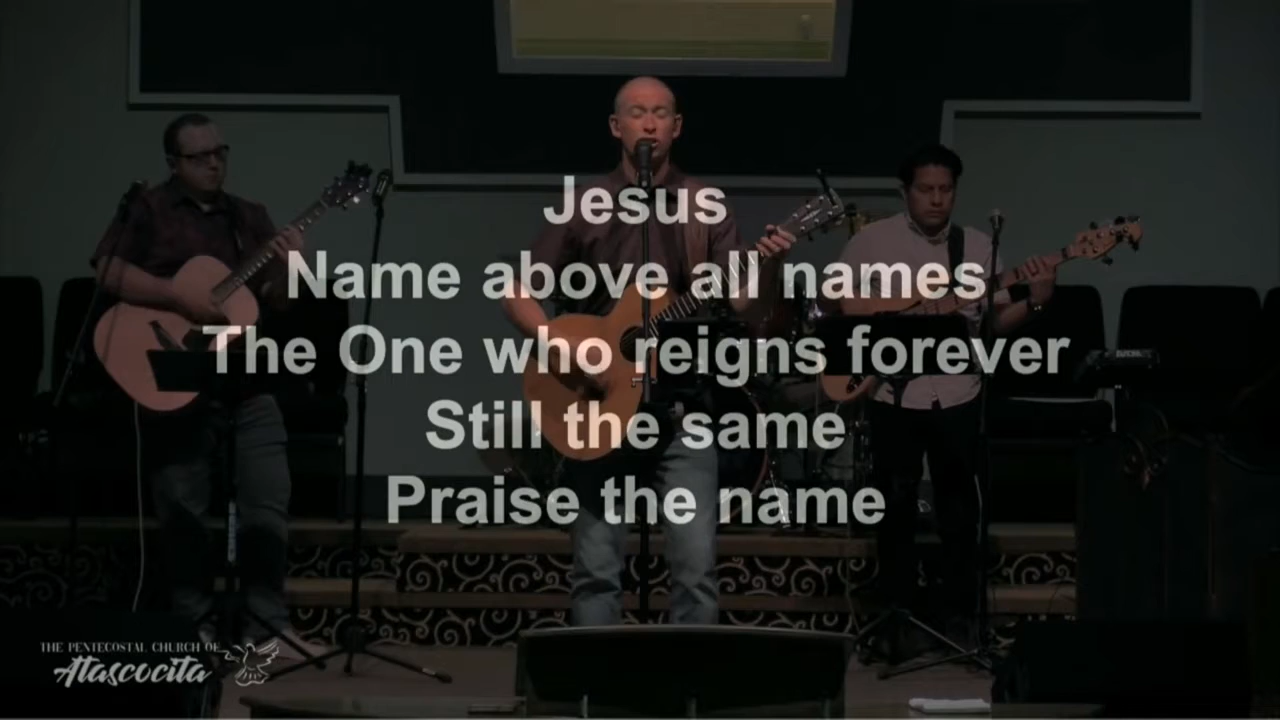 Jesus
Name above all names
The One who reigns forever
Still the same
Praise the name
THE PENTECOSTAL CHURCH OF
Atascocita